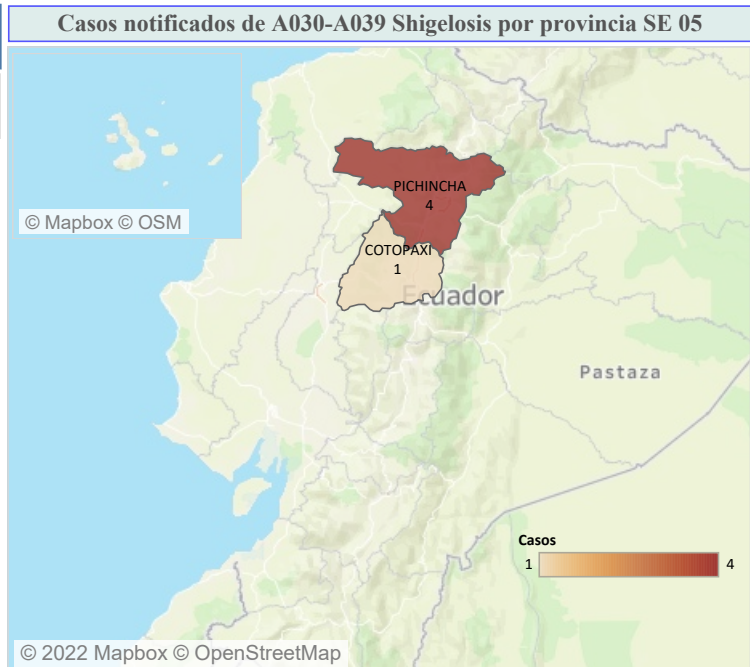 Casos notificados de A030-A039 Shigelosis por provincia SE 05
© Mapbox © OSM
PICHINCHA
4
COTOPAXI
1
Ecuador
Pastaza
Casos
1
4
© 2022 Mapbox © OpenStreetMap